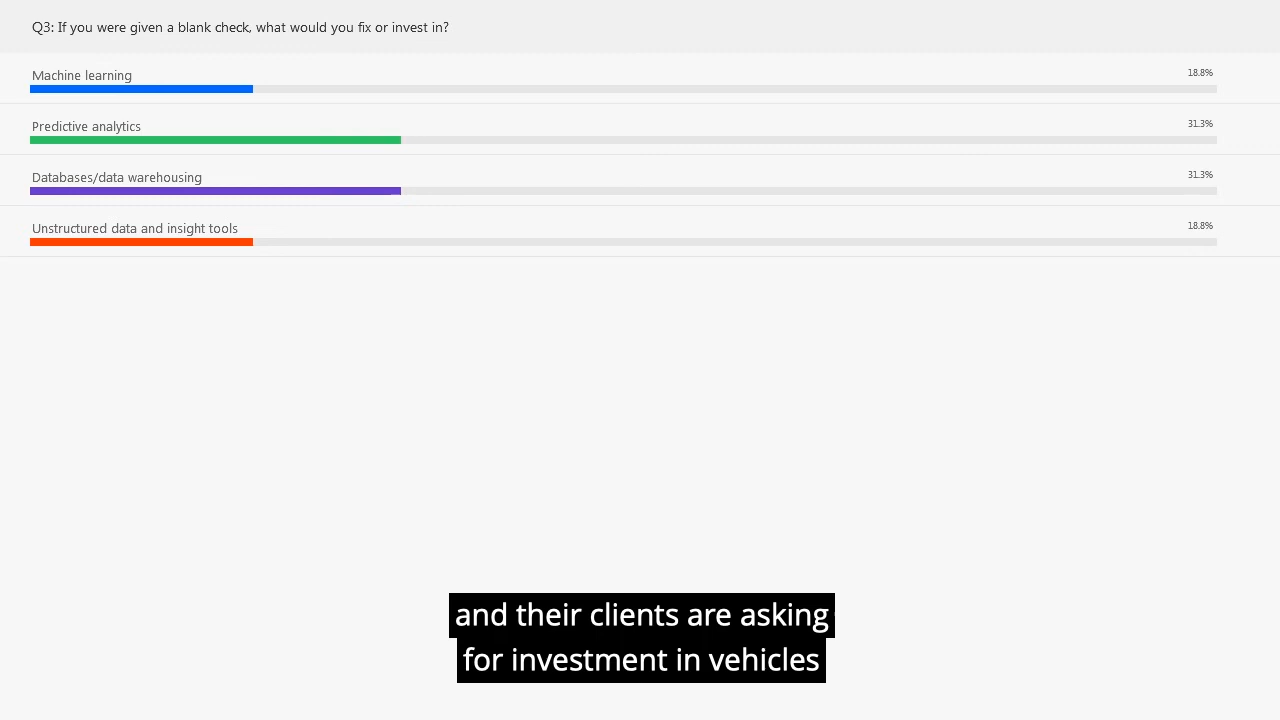 Q3: If you were given a blank check, what would you fix or invest in?
Machine learning
18.8%
Predictive analytics
31.3%
Databases/data warehousing
31.3%
Unstructured data and insight tools
18.8%
and their clients are asking
for investment in vehicles